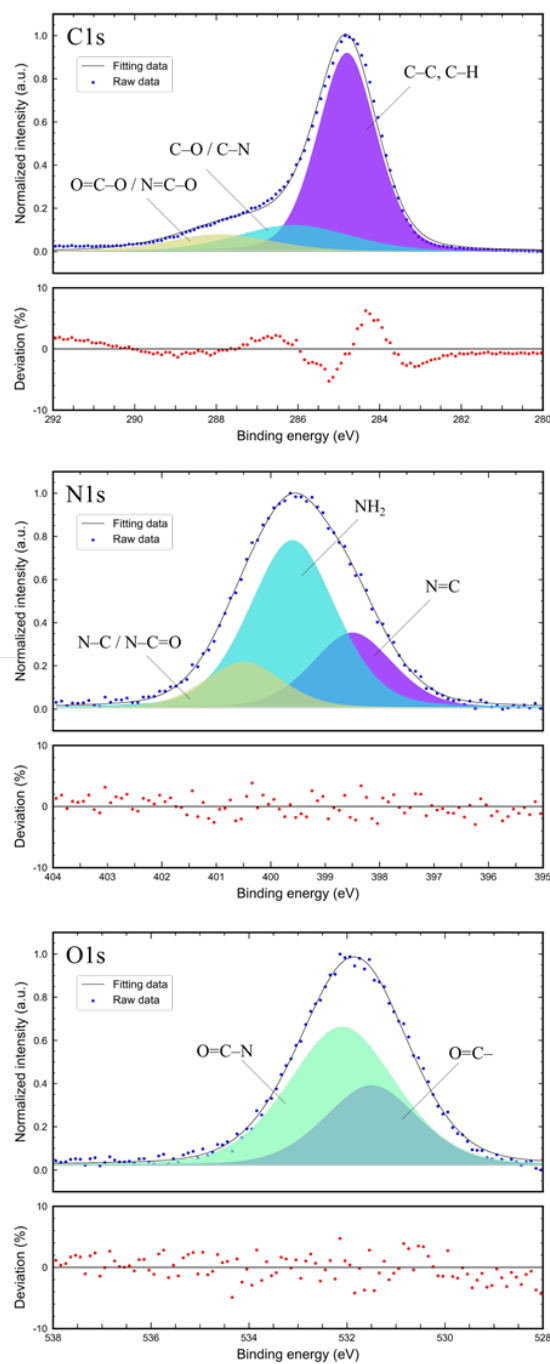 C1s
Fitting data
Raw data
C–C, C–H
C–O / C–N
O=C–O / N=C–O
Normalized intensity (a.u.)
1.0
0.8
0.6
0.4
0.2
0.0
Deviation (%)
10
0
-10
292 290 288 286 284 282 280
Binding energy (eV)
N1s
Fitting data
Raw data
NH₂
N=C
N–C / N–C=O
Normalized intensity (a.u.)
1.0
0.8
0.6
0.4
0.2
0.0
Deviation (%)
10
0
-10
404 403 402 401 400 399 398 397 396 395
Binding energy (eV)
O1s
Fitting data
Raw data
O=C–N
O=C–
Normalized intensity (a.u.)
1.0
0.8
0.6
0.4
0.2
0.0
Deviation (%)
10
0
-10
538 536 534 532 530 528
Binding energy (eV)